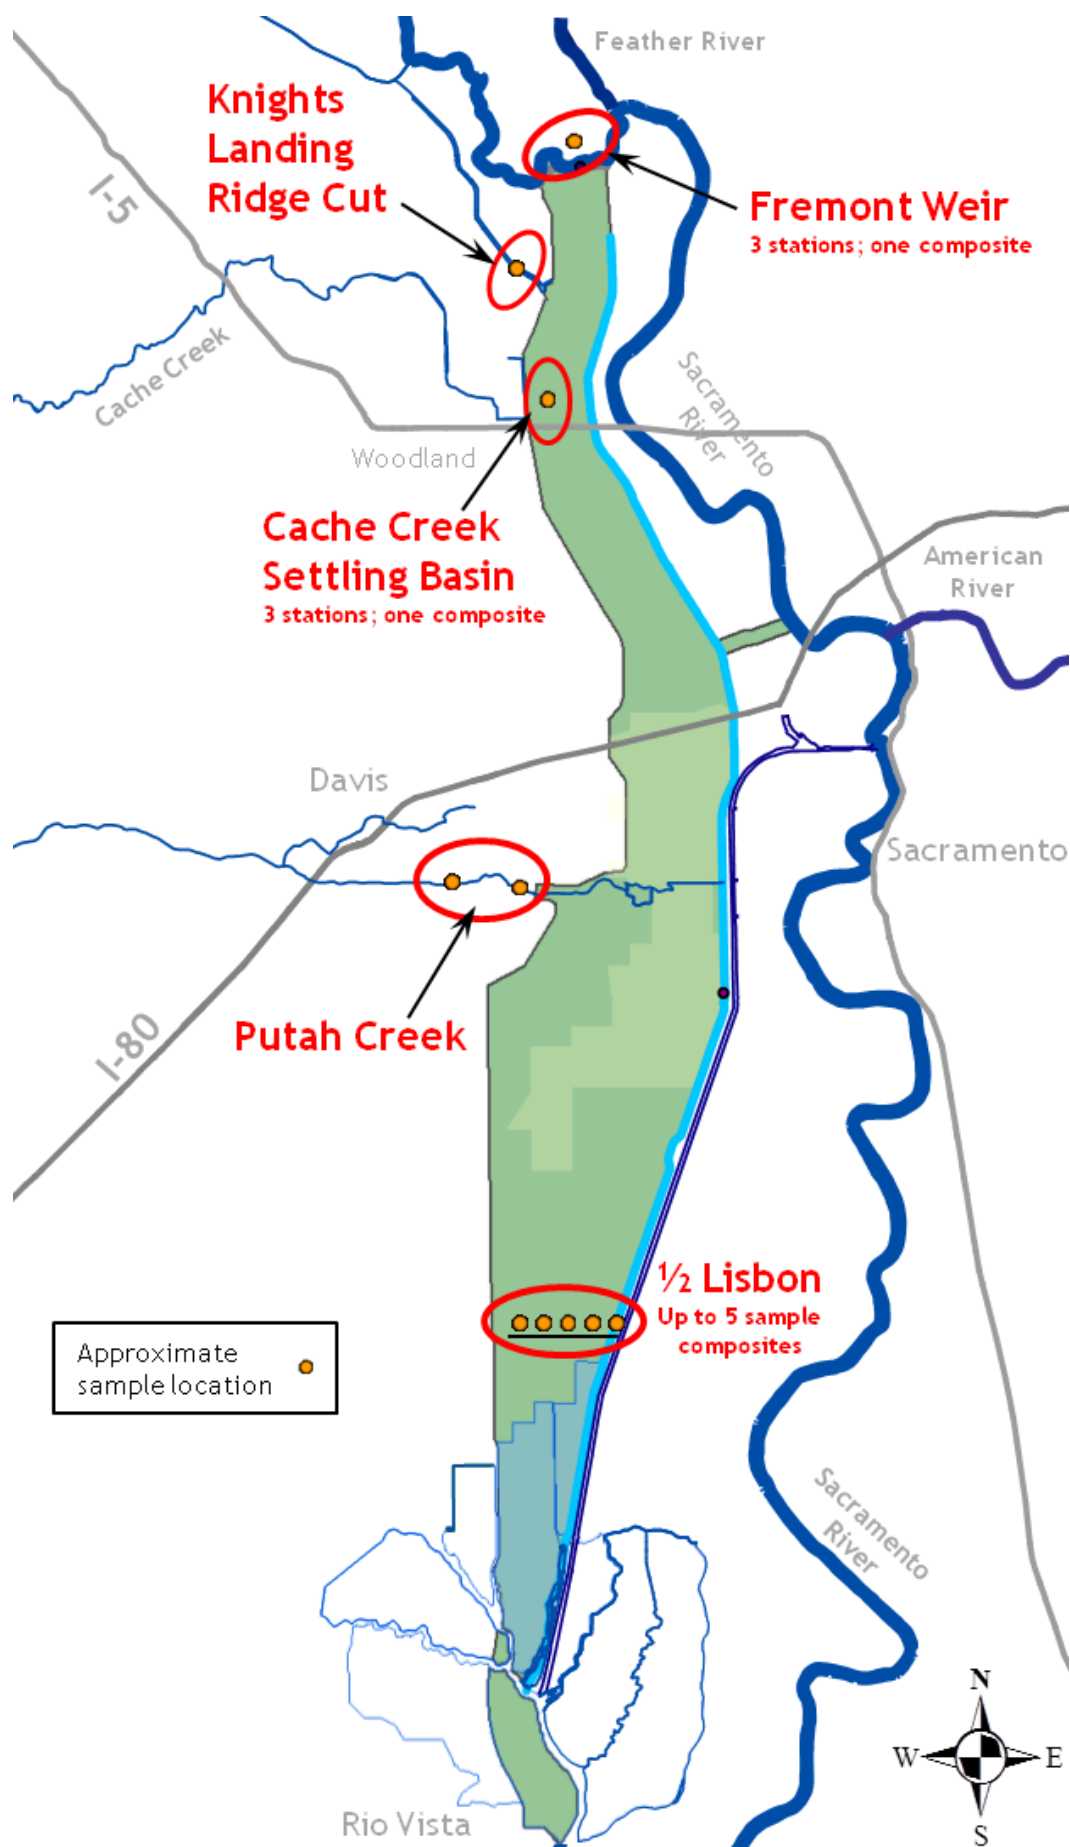 Feather River
Knights
Landing
Ridge Cut
I-5
Fremont Weir
3 stations; one composite
Cache Creek
Sacramento
River
Woodland
Cache Creek
Settling Basin
3 stations; one composite
American
River
Davis
Sacramento
Putah Creek
I-80
½ Lisbon
Up to 5 sample
composites
Approximate
sample location
Sacramento
River
N
W
E
S
Rio Vista